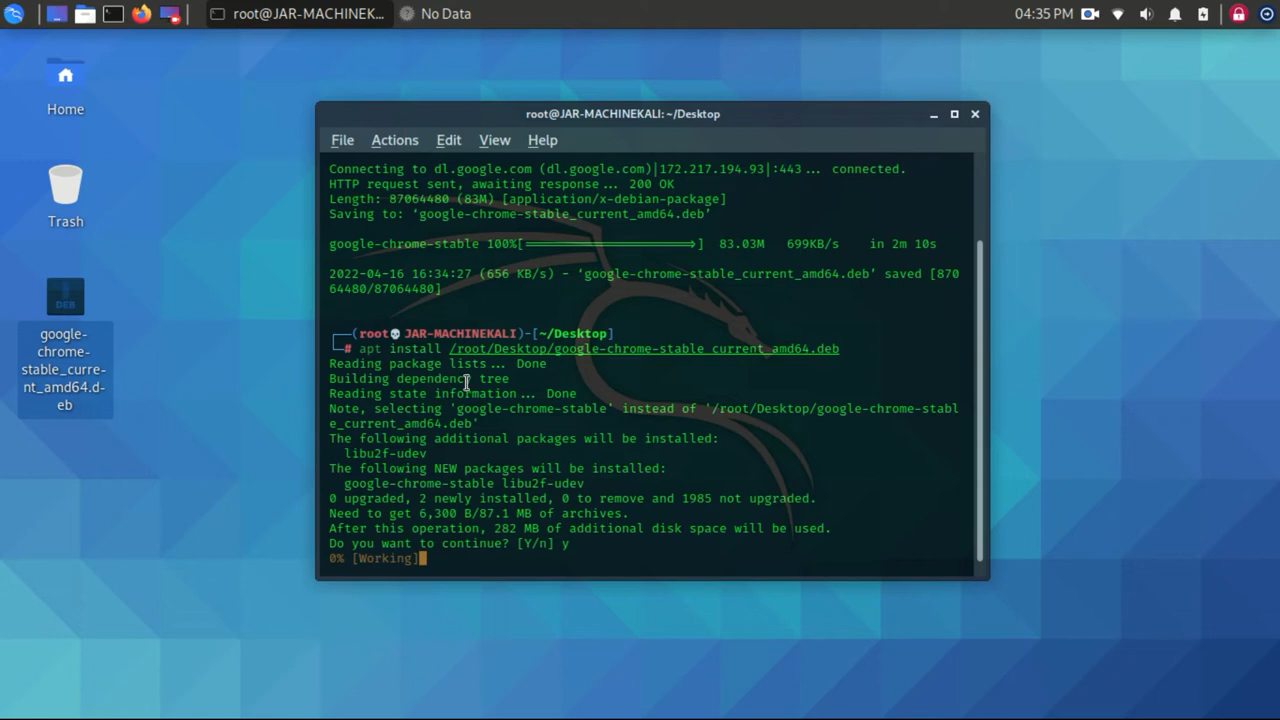 root@JAR-MACHINEK...
No Data
04:35 PM
Home
Trash
DEB
google-
chrome-
stable_curre-
nt_amd64.d-
eb
root@JAR-MACHINEKALI: ~/Desktop
File Actions Edit View Help
Connecting to dl.google.com (dl.google.com)|172.217.194.93|:443... connected.
HTTP request sent, awaiting response... 200 OK
Length: 87064480 (83M) [application/x-debian-package]
Saving to: ‘google-chrome-stable_current_amd64.deb’
google-chrome-stable 100%[===================>] 83.03M 699KB/s in 2m 10s
2022-04-16 16:34:27 (656 KB/s) - ‘google-chrome-stable_current_amd64.deb’ saved [870
64480/87064480]
┌──(root💀JAR-MACHINEKALI)-[~/Desktop]
└─# apt install /root/Desktop/google-chrome-stable_current_amd64.deb
Reading package lists... Done
Building dependency tree
Reading state information... Done
Note, selecting 'google-chrome-stable' instead of '/root/Desktop/google-chrome-stabl
e_current_amd64.deb'
The following additional packages will be installed:
libu2f-udev
The following NEW packages will be installed:
google-chrome-stable libu2f-udev
0 upgraded, 2 newly installed, 0 to remove and 1985 not upgraded.
Need to get 6,300 B/87.1 MB of archives.
After this operation, 282 MB of additional disk space will be used.
Do you want to continue? [Y/n] y
0% [Working]